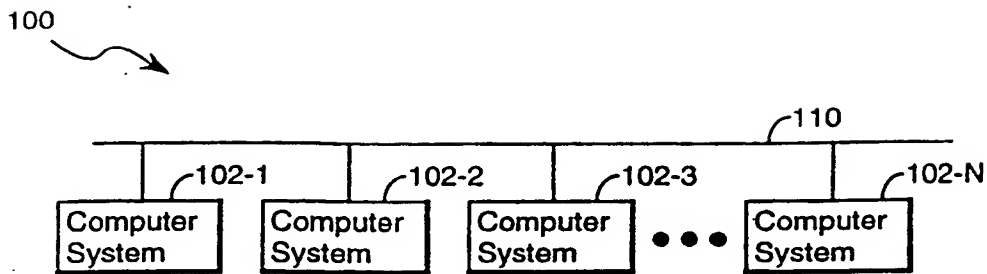 100
110
102-1
102-2
102-3
102-N
Computer
System
Computer
System
Computer
System
Computer
System